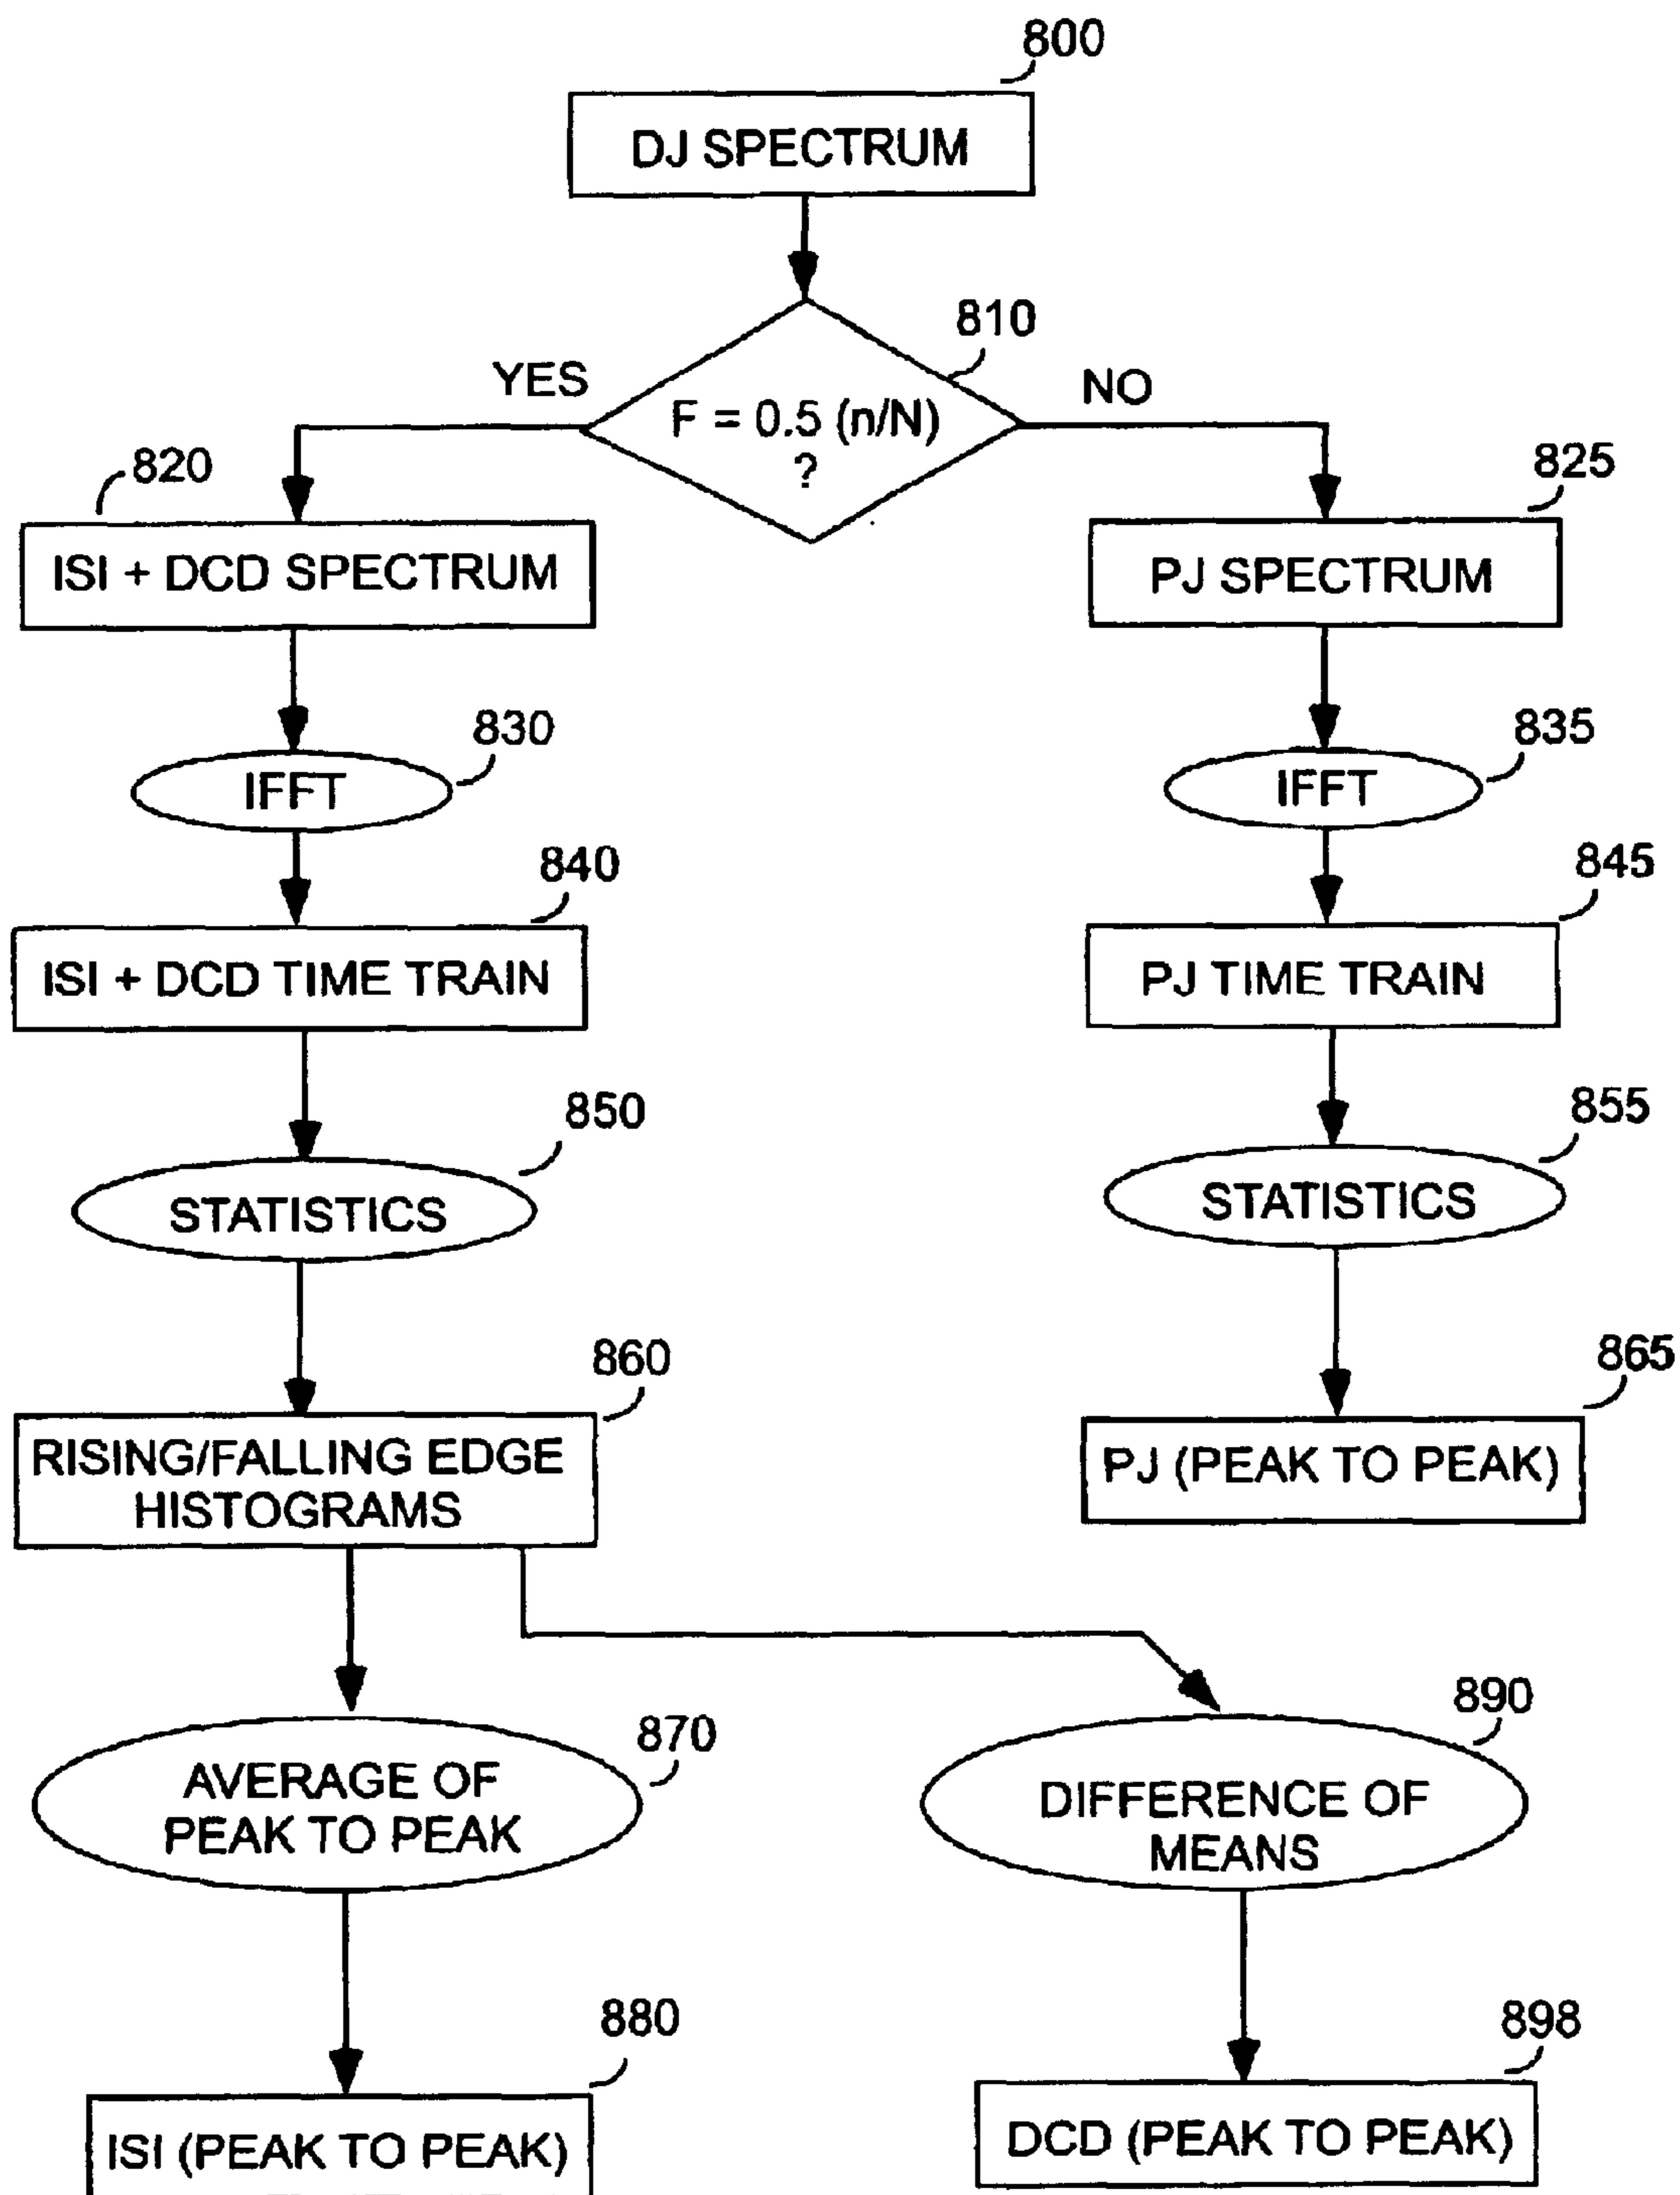 800
DJ SPECTRUM
810
YES
NO
F = 0.5 (n/N)
?
820
825
ISI + DCD SPECTRUM
PJ SPECTRUM
830
835
IFFT
IFFT
840
845
ISI + DCD TIME TRAIN
PJ TIME TRAIN
850
855
STATISTICS
STATISTICS
860
865
RISING/FALLING EDGE
HISTOGRAMS
PJ (PEAK TO PEAK)
870
890
AVERAGE OF
PEAK TO PEAK
DIFFERENCE OF
MEANS
880
898
ISI (PEAK TO PEAK)
DCD (PEAK TO PEAK)